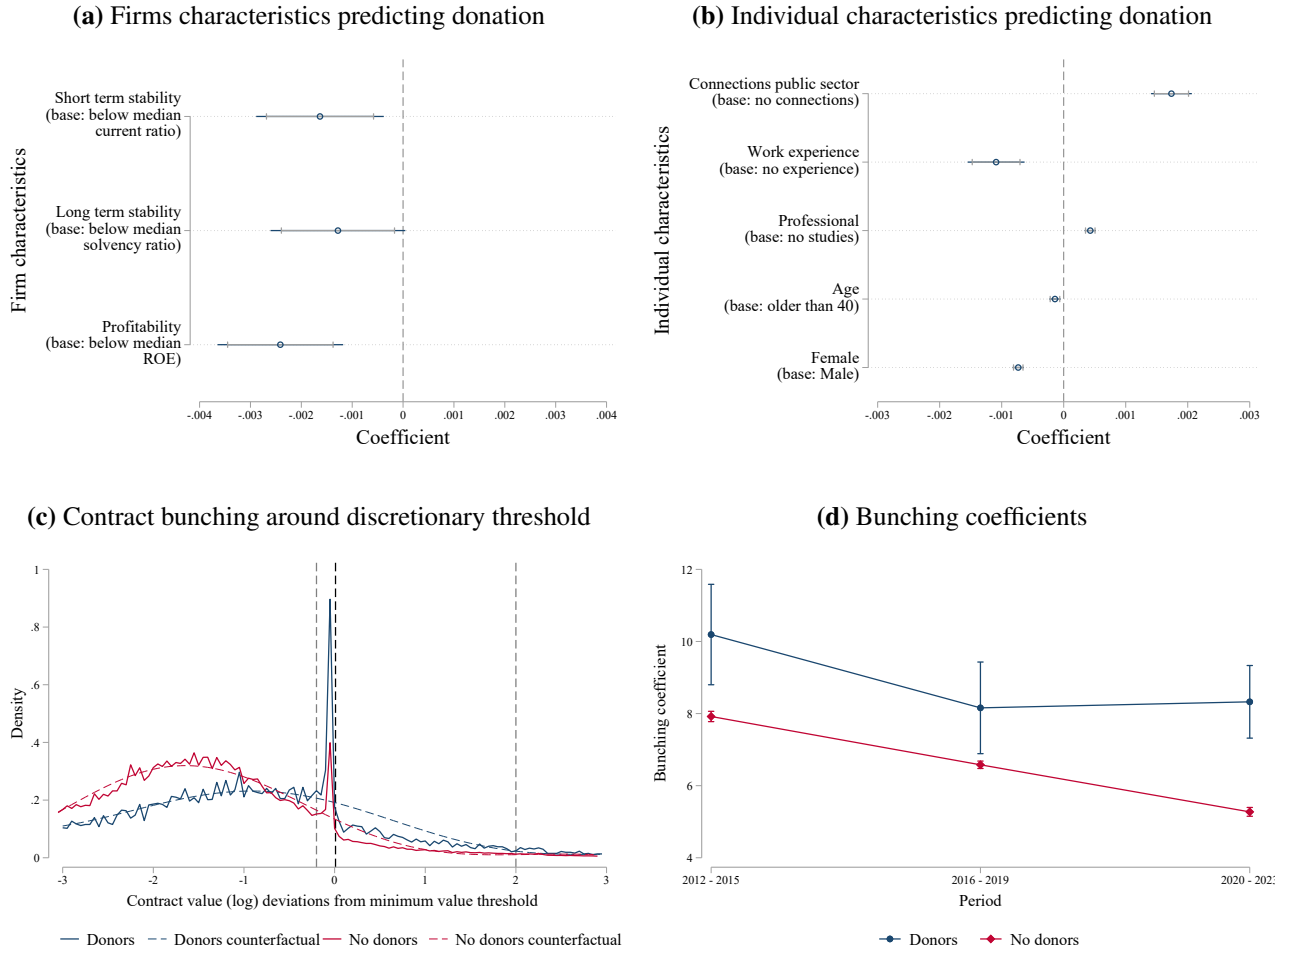 (a) Firms characteristics predicting donation
Firm characteristics
Short term stability
(base: below median
current ratio)
Long term stability
(base: below median
solvency ratio)
Profitability
(base: below median
ROE)
-.004 -.003 -.002 -.001 0 .001 .002 .003 .004
Coefficient
(b) Individual characteristics predicting donation
Individual characteristics
Connections public sector
(base: no connections)
Work experience
(base: no experience)
Professional
(base: no studies)
Age
(base: older than 40)
Female
(base: Male)
-.003 -.002 -.001 0 .001 .002 .003
Coefficient
(c) Contract bunching around discretionary threshold
Density
1
.8
.6
.4
.2
0
-3 -2 -1 0 1 2 3
Contract value (log) deviations from minimum value threshold
Donors Donors counterfactual No donors No donors counterfactual
(d) Bunching coefficients
Bunching coefficient
12
10
8
6
4
2012 - 2015 2016 - 2019 2020 -
Period
Donors No donors